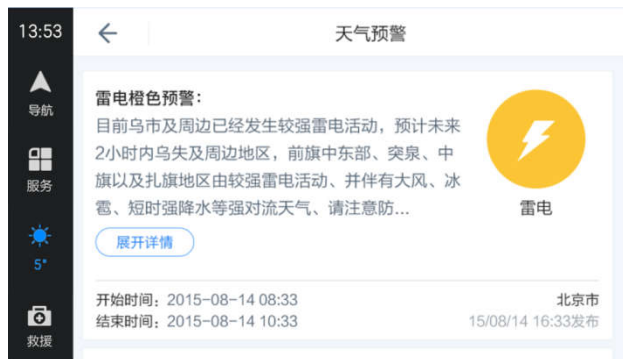 13:53
天气预警
导航
服务
5°
救援
雷电橙色预警：
目前乌市及周边已经发生较强雷电活动，预计未来
2小时内乌失及周边地区，前旗中东部、突泉、中
旗以及扎旗地区由较强雷电活动、并伴有大风、冰
雹、短时强降水等强对流天气、请注意防...
雷电
展开详情
开始时间：2015-08-14 08:33
结束时间：2015-08-14 10:33
北京市
15/08/14 16:33发布